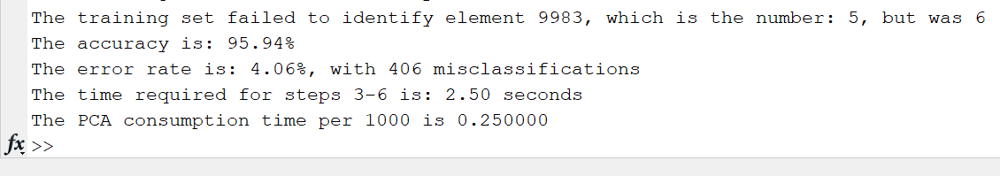 The training set failed to identify element 9983, which is the number: 5, but was 6
The accuracy is: 95.94%
The error rate is: 4.06%, with 406 misclassifications
The time required for steps 3-6 is: 2.50 seconds
The PCA consumption time per 1000 is 0.250000
fx >>